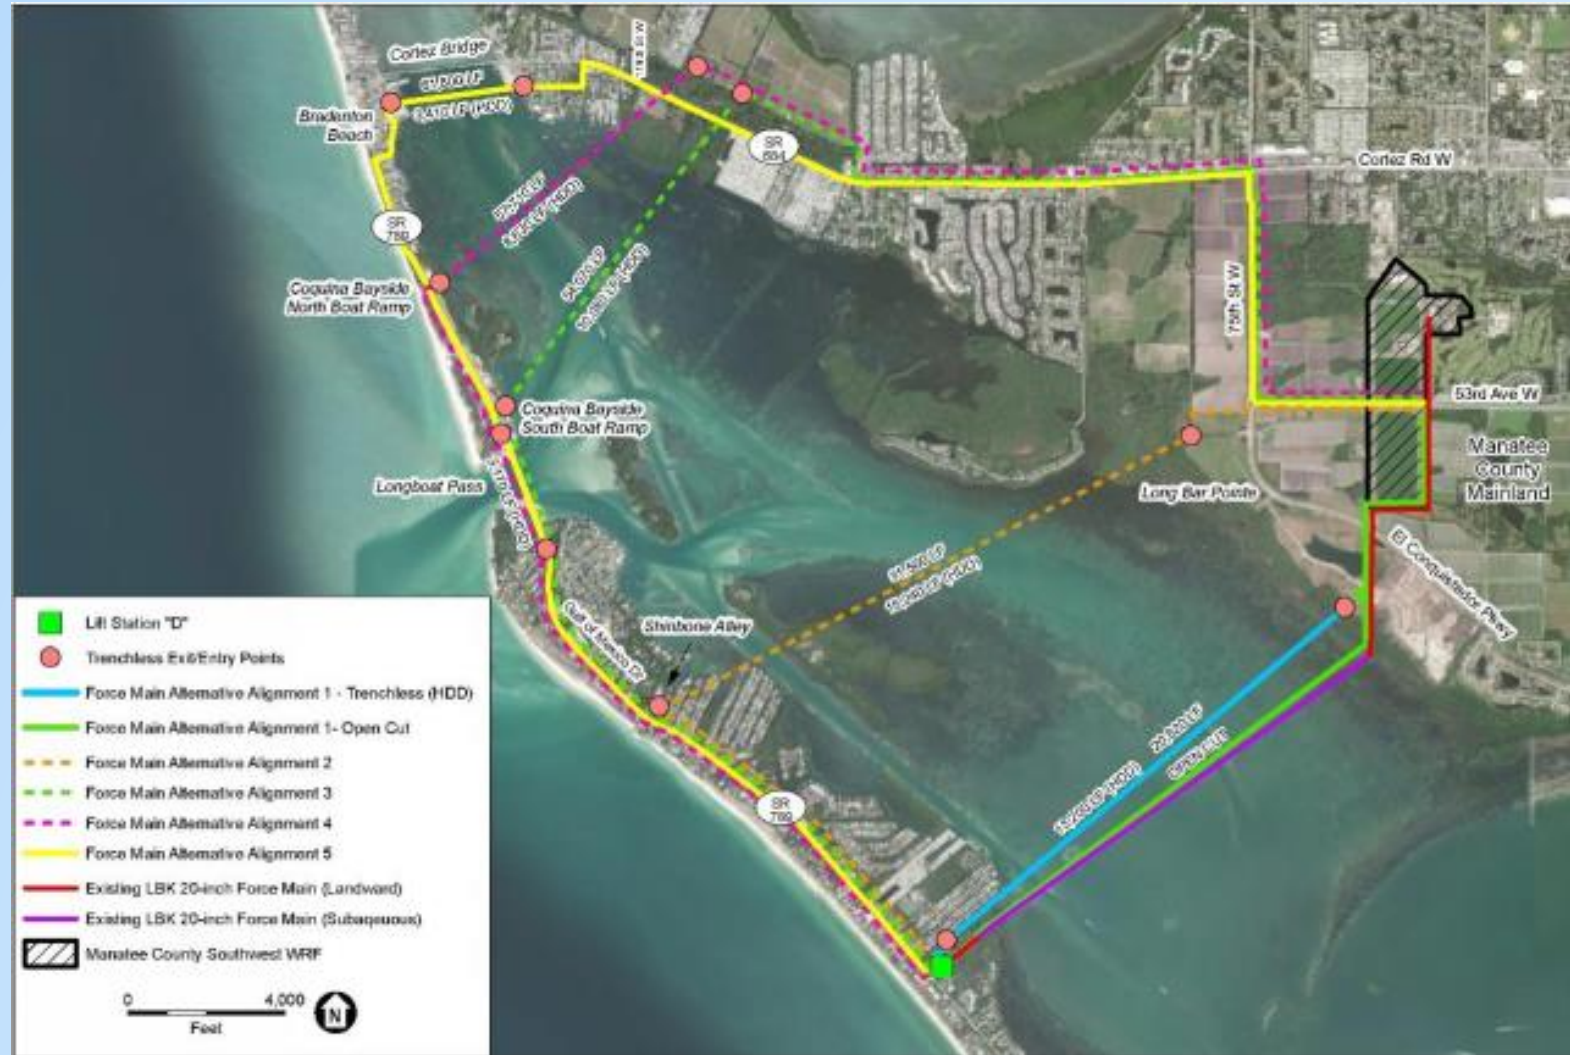 Cortez Bridge
Bradenton
Beach
SR
789
Coquina Bayside
North Boat Ramp
SR
684
Cortez Rd W
75th St W
53rd Ave W
Manatee
County
Mainland
Coquina Bayside
South Boat Ramp
Longboat Pass
Long Bar Pointe
El Conquistador Pkwy
Gulf of Mexico Dr
Shinbone Alley
SR
789
OPEN CUT
Lift Station "D"
Trenchless Exit/Entry Points
Force Main Alternative Alignment 1 - Trenchless (HDD)
Force Main Alternative Alignment 1- Open Cut
Force Main Alternative Alignment 2
Force Main Alternative Alignment 3
Force Main Alternative Alignment 4
Force Main Alternative Alignment 5
Existing LBK 20-inch Force Main (Landward)
Existing LBK 20-inch Force Main (Subaqeuous)
Manatee County Southwest WRF
0 4,000
Feet
N